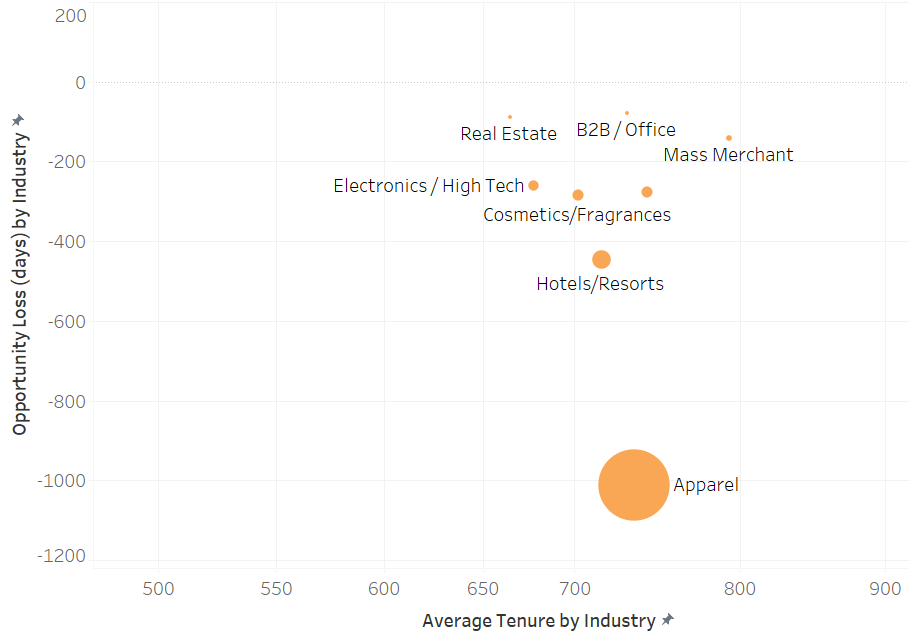 200
0
Real Estate
B2B / Office
Mass Merchant
-200
Electronics / High Tech
Cosmetics/Fragrances
-400
Hotels/Resorts
-600
-800
-1000
Apparel
-1200
500 550 600 650 700 800 900
Average Tenure by Industry
Opportunity Loss (days) by Industry